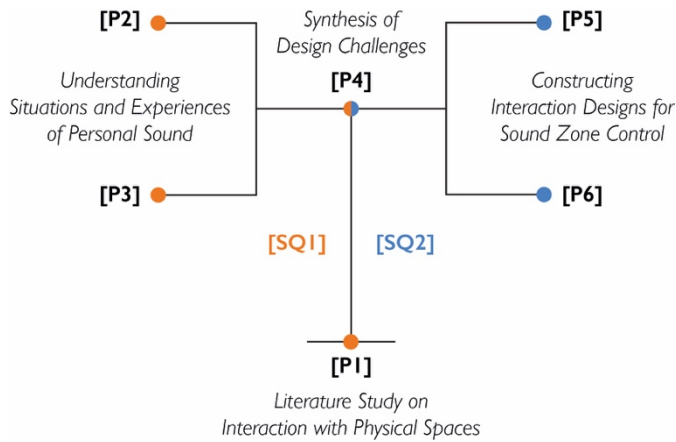 [P2]
Synthesis of
Design Challenges
[P5]
[P4]
Understanding
Situations and Experiences
of Personal Sound
Constructing
Interaction Designs for
Sound Zone Control
[P3]
[P6]
[SQ1]
[SQ2]
[P1]
Literature Study on
Interaction with Physical Spaces